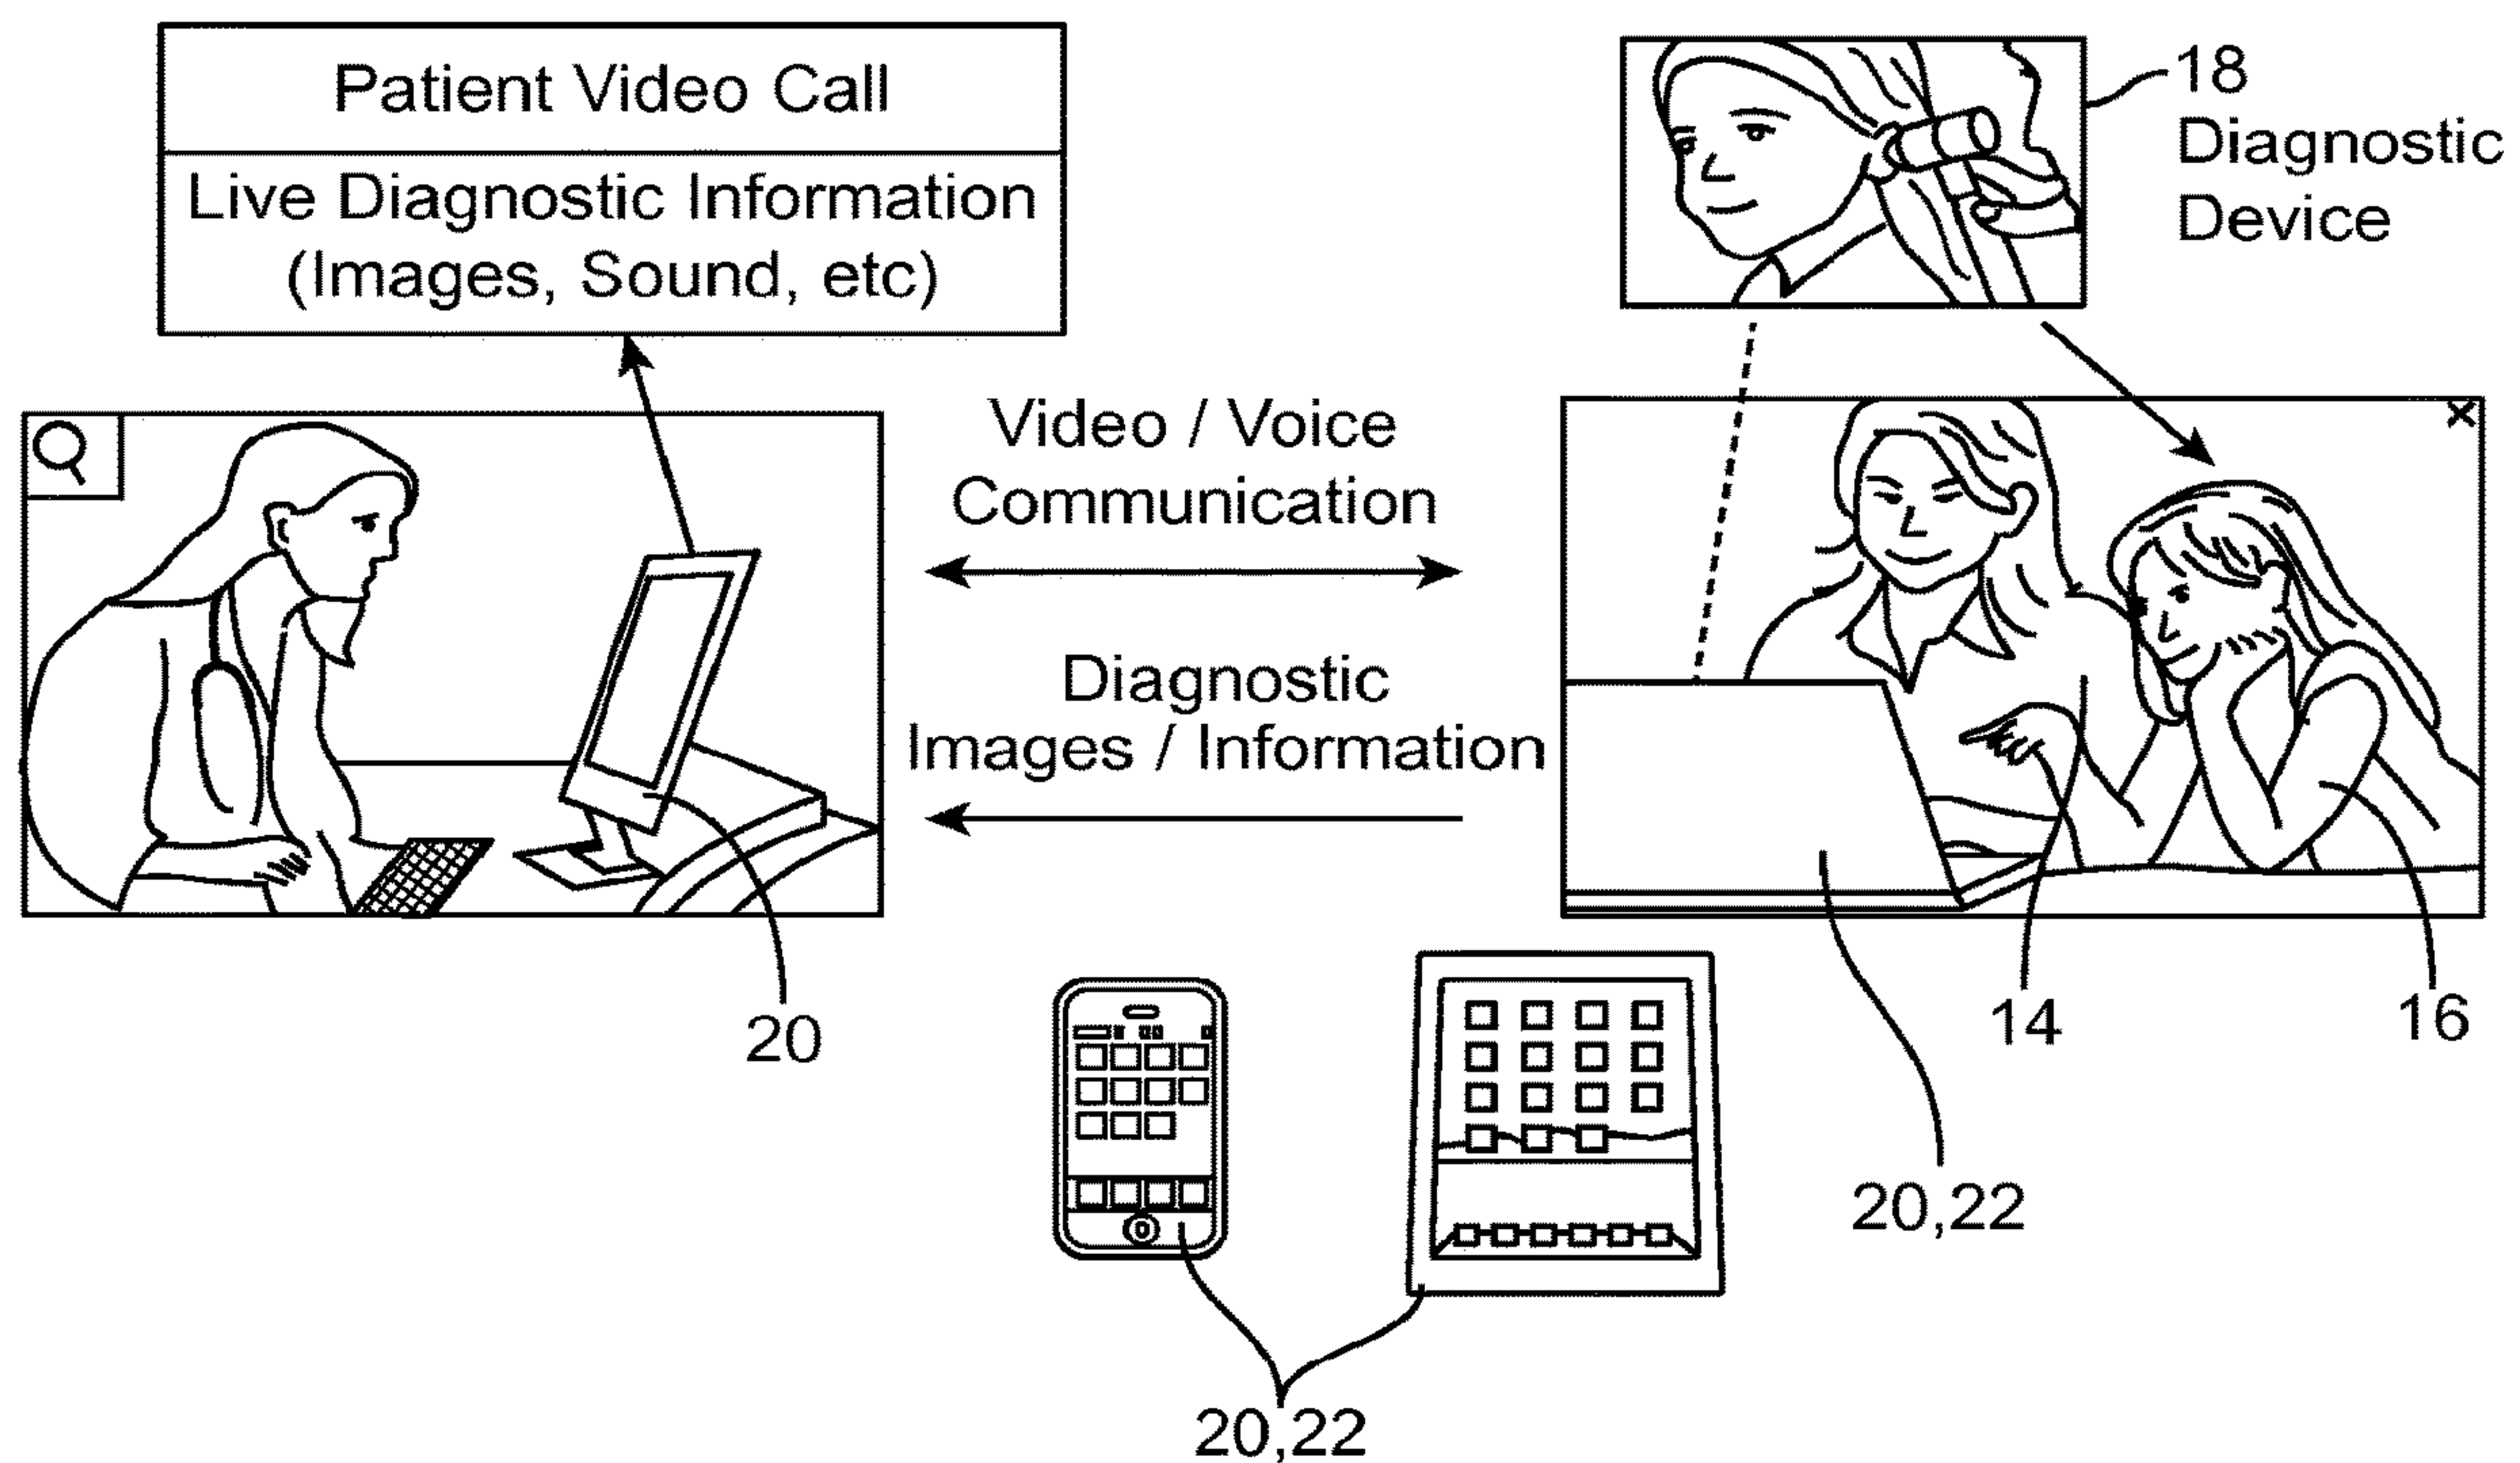 Patient Video Call
Live Diagnostic Information
(Images, Sound, etc)
18
Diagnostic
Device
Video / Voice
Communication
Diagnostic
Images / Information
20
14
16
20,22
20,22